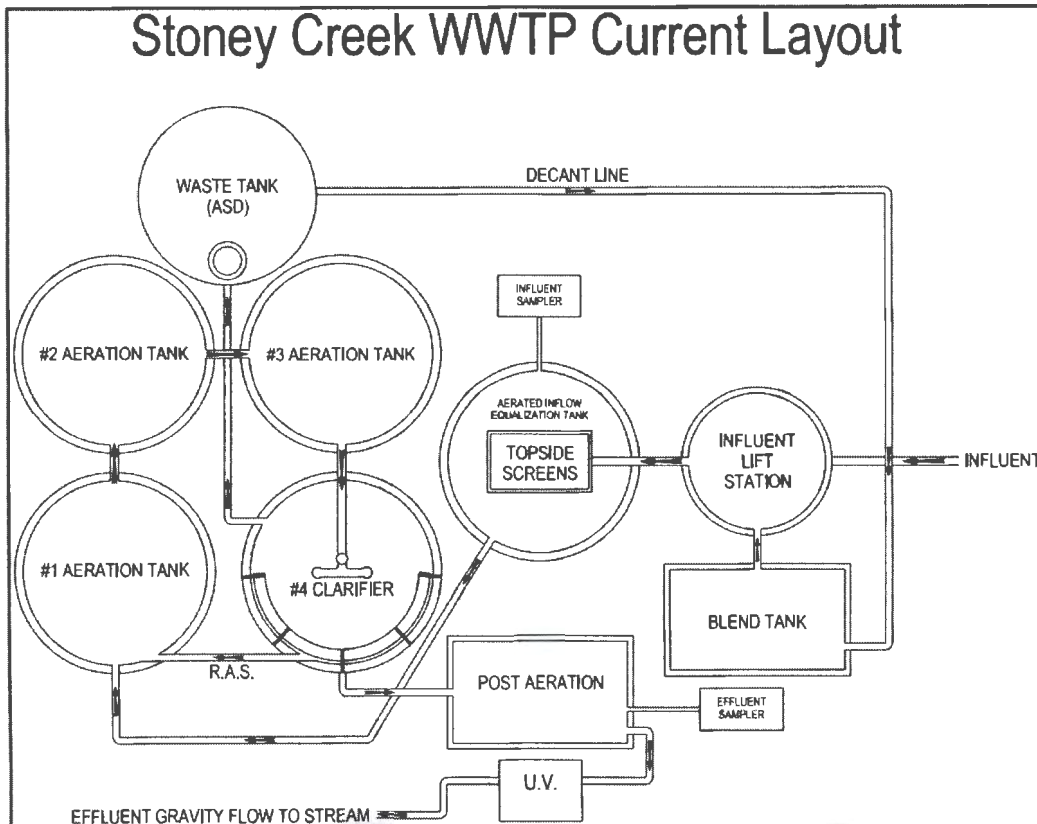 Stoney Creek WWTP Current Layout
WASTE TANK
(ASD)
DECANT LINE
INFLUENT
SAMPLER
#2 AERATION TANK
#3 AERATION TANK
AERATED INFLOW
EQUALIZATION TANK
TOPSIDE
SCREENS
INFLUENT
LIFT
STATION
INFLUENT
#1 AERATION TANK
#4 CLARIFIER
BLEND TANK
R.A.S.
POST AERATION
EFFLUENT
SAMPLER
U.V.
EFFLUENT GRAVITY FLOW TO STREAM